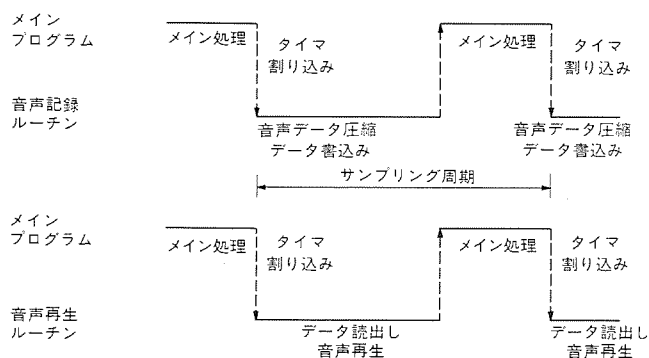 メイン
プログラム
メイン処理
タイマ
割り込み
メイン処理
タイマ
割り込み
音声記録
ルーチン
音声データ圧縮
データ書込み
音声データ圧縮
データ書込み
サンプリング周期
メイン
プログラム
メイン処理
タイマ
割り込み
メイン処理
タイマ
割り込み
音声再生
ルーチン
データ読出し
音声再生
データ読出し
音声再生